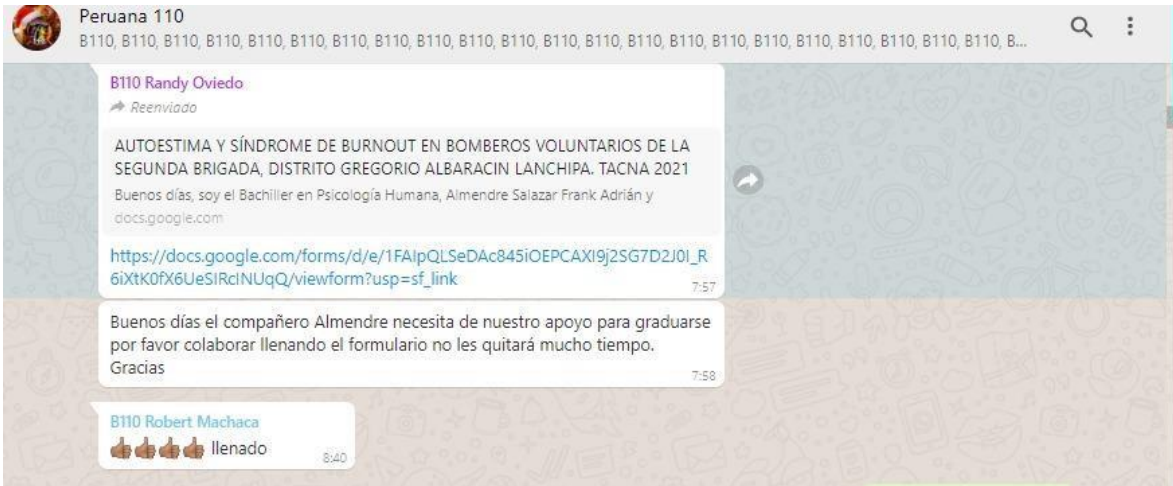 Peruana 110
B110, B110, B110, B110, B110, B110, B110, B110, B110, B110, B110, B110, B110, B110, B110, B110, B110, B110, B110, B110, B110, B110, B...
B110 Randy Oviedo
Reenviado
AUTOESTIMA Y SÍNDROME DE BURNOUT EN BOMBEROS VOLUNTARIOS DE LA
SEGUNDA BRIGADA, DISTRITO GREGORIO ALBARACIN LANCHIPA. TACNA 2021
Buenos días, soy el Bachiller en Psicología Humana, Almendre Salazar Frank Adrián y
docs.google.com
https://docs.google.com/forms/d/e/1FAIpQLSeDAc845iOEPCAXI9j2SG7D2J0I_R
6iXtK0fX6UeSIRcINUqQ/viewform?usp=sf_link
7:57
Buenos días el compañero Almendre necesita de nuestro apoyo para graduarse
por favor colaborar llenando el formulario no les quitará mucho tiempo.
Gracias
7:58
B110 Robert Machaca
👍🏾👍🏾👍🏾👍🏾 llenado
8:40